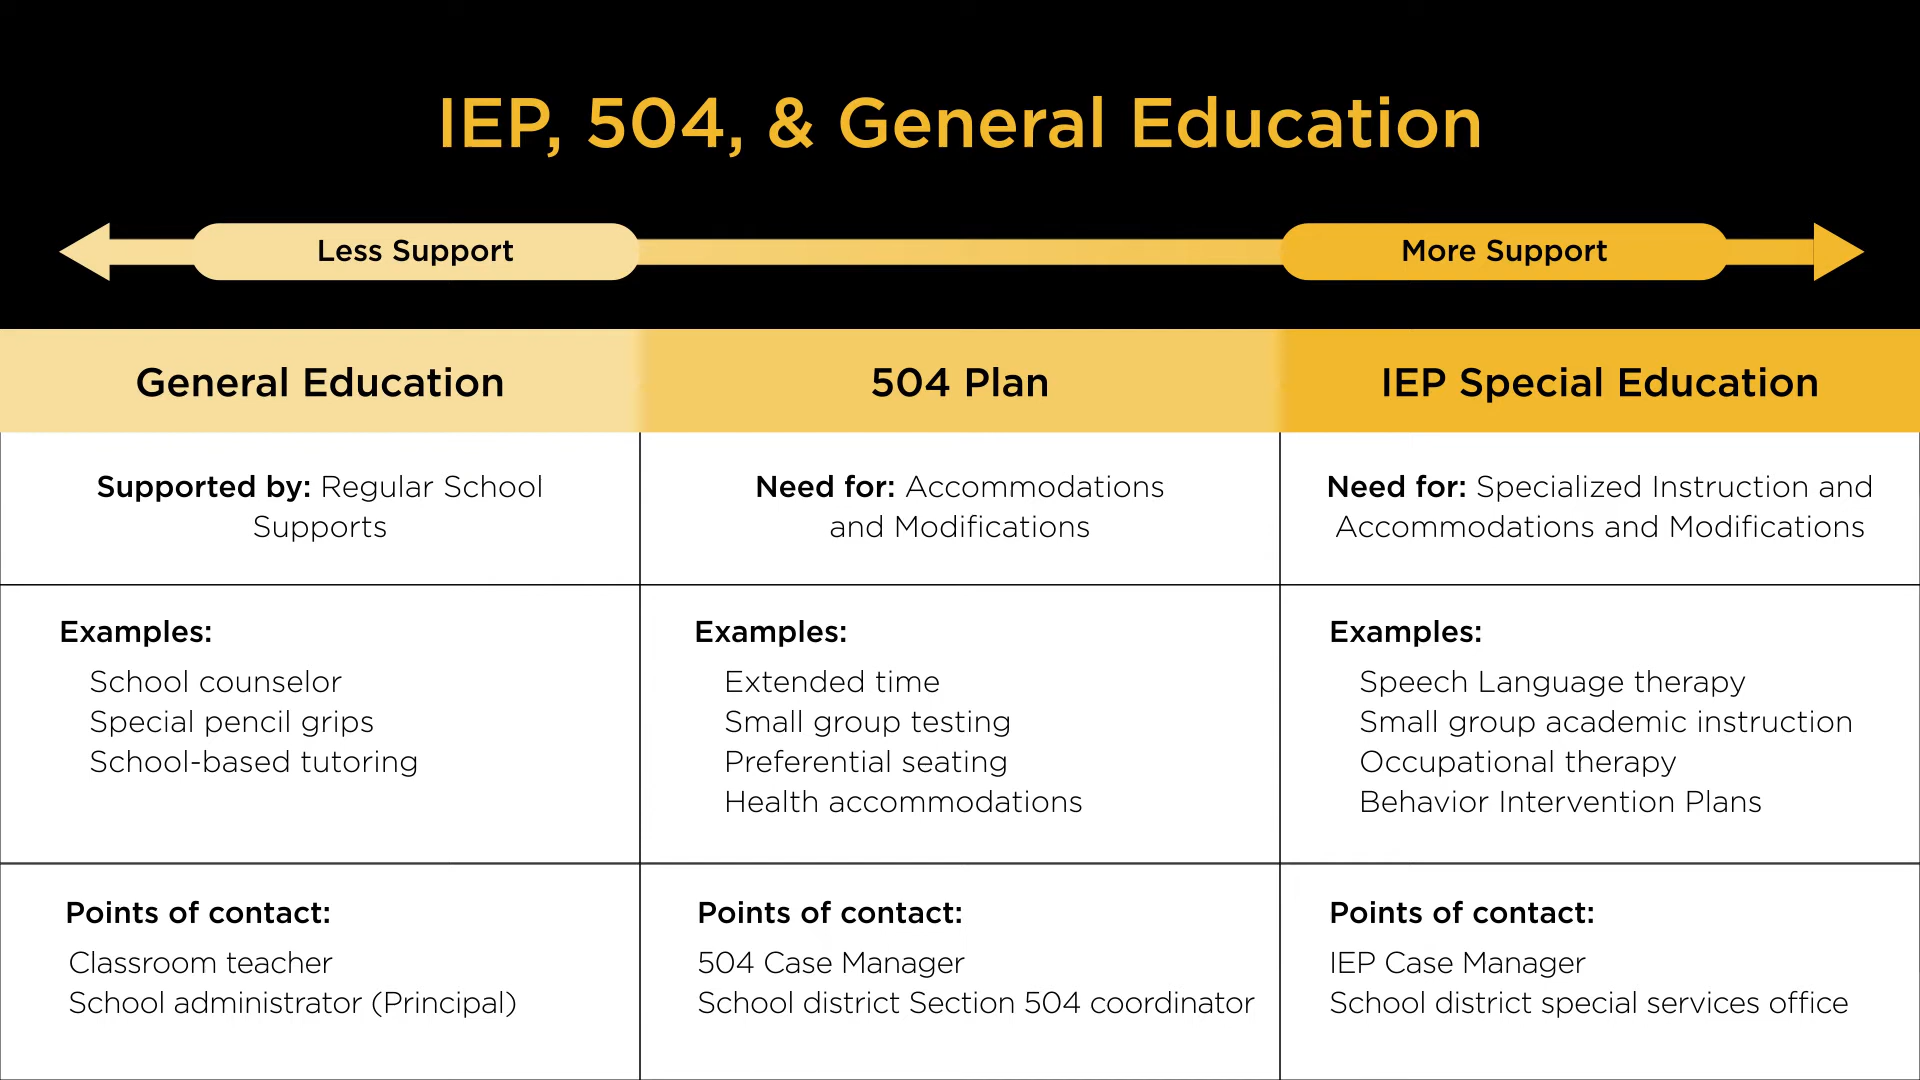 IEP, 504, & General Education
Less Support
More Support
General Education
504 Plan
IEP Special Education
Supported by: Regular School
Supports
Need for: Accommodations
and Modifications
Need for: Specialized Instruction and
Accommodations and Modifications
Examples:
School counselor
Special pencil grips
School-based tutoring
Examples:
Extended time
Small group testing
Preferential seating
Health accommodations
Examples:
Speech Language therapy
Small group academic instruction
Occupational therapy
Behavior Intervention Plans
Points of contact:
Classroom teacher
School administrator (Principal)
Points of contact:
504 Case Manager
School district Section 504 coordinator
Points of contact:
IEP Case Manager
School district special services office